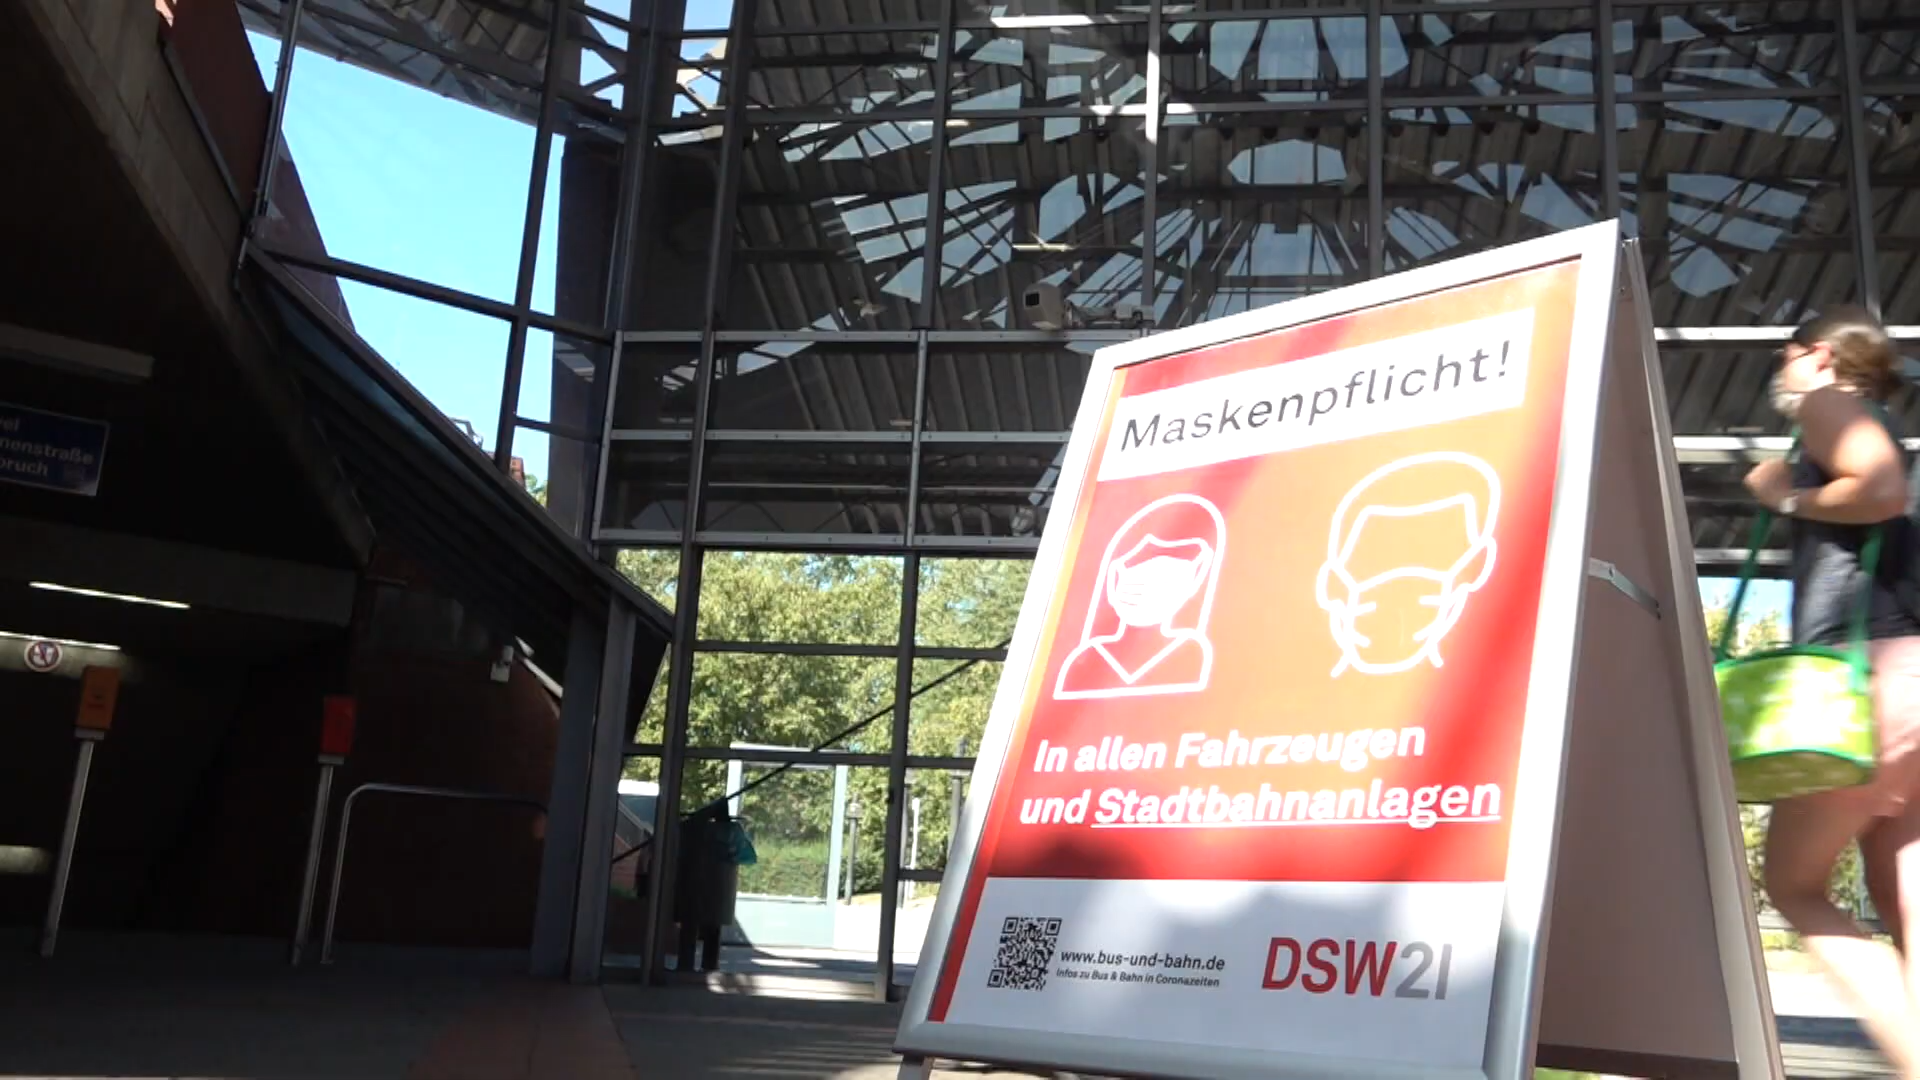 Maskenpflicht!
In allen Fahrzeugen
und Stadtbahnanlagen
www.bus-und-bahn.de
Infos zu Bus & Bahn in Coronazeiten
DSW21